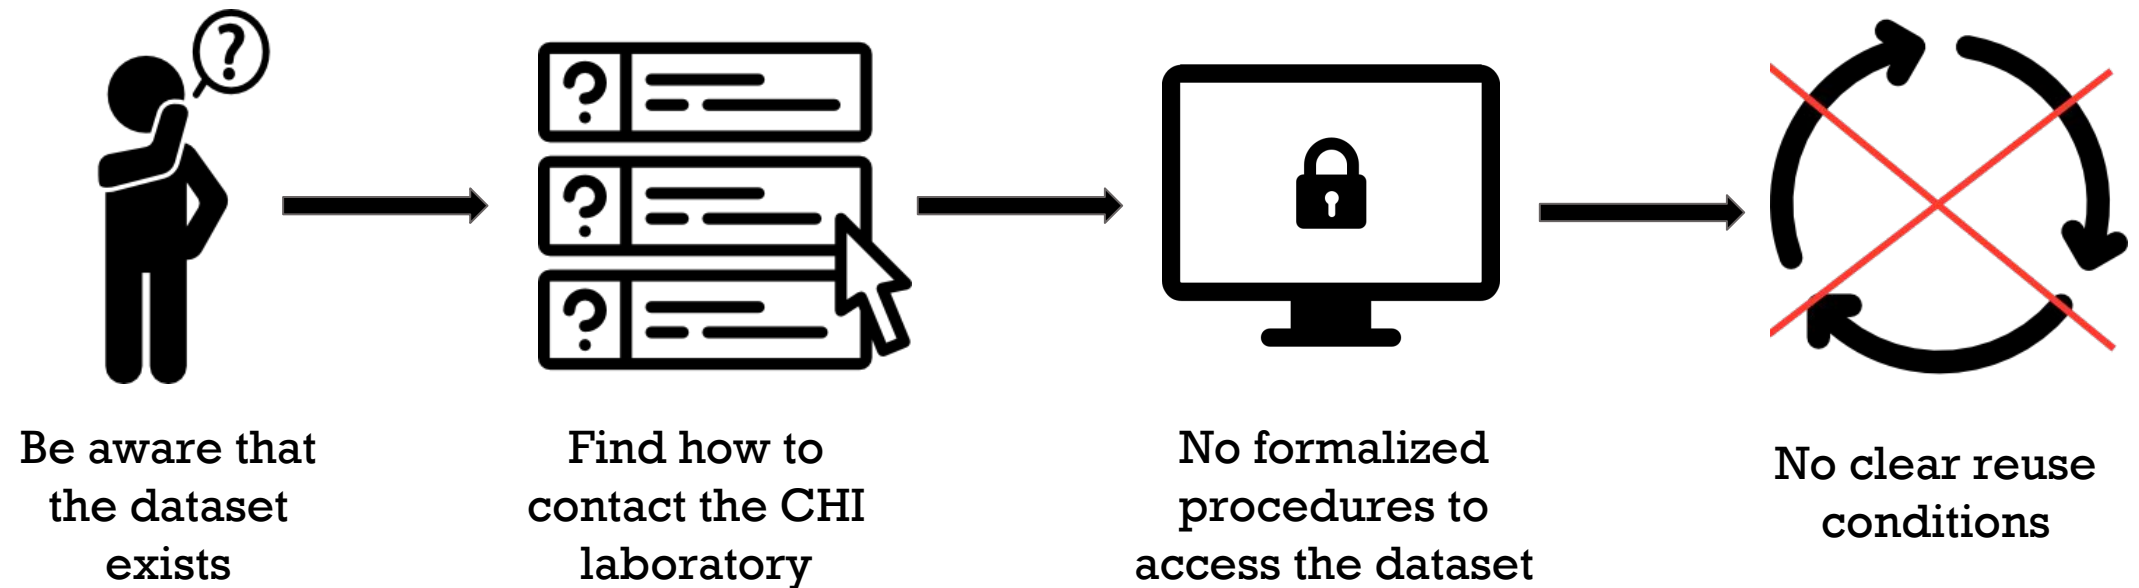 Be aware that
the dataset
exists
Find how to
contact the CHI
laboratory
No formalized
procedures to
access the dataset
No clear reuse
conditions